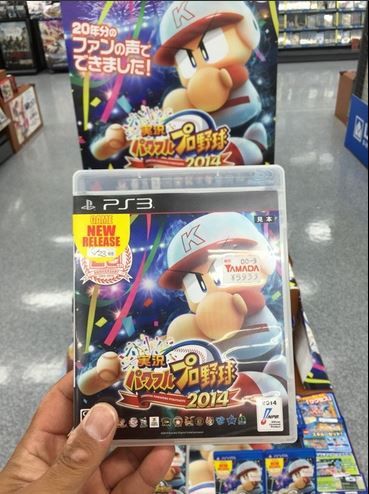 20年分の
ファンの声で
できました!
K
実況
パワフル
プロ野球
2014
PS3
GAME
NEW
RELEASE
見本
K
YAMADA
¥5933
実況
パワフル
プロ野球
2014
2014